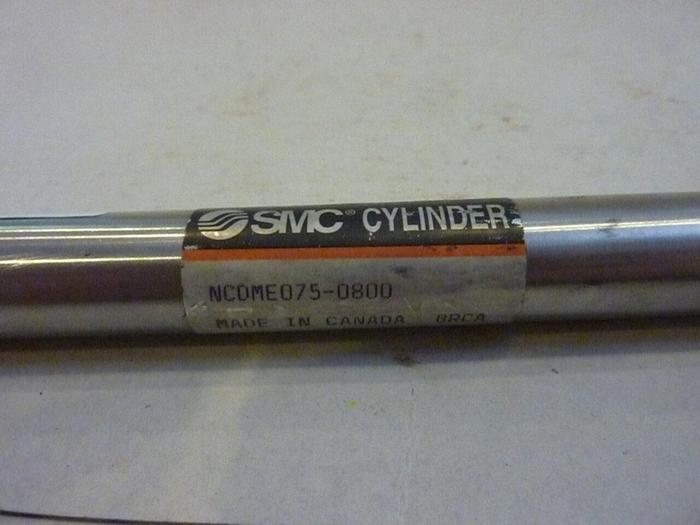 SMC® CYLINDER
NCDME075-0800
MADE IN CANADA BRCA